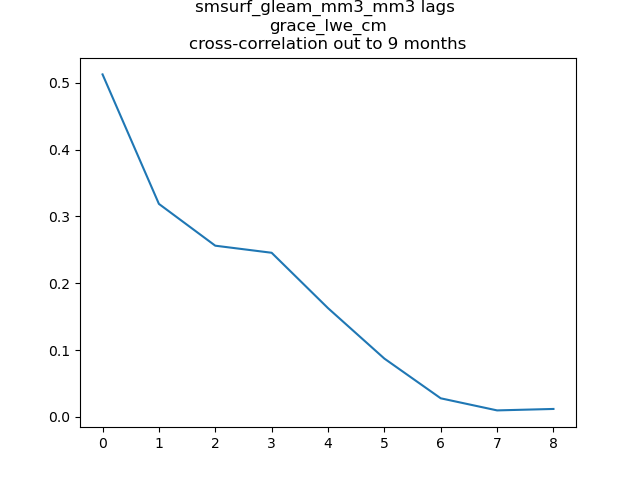 smsurf_gleam_mm3_mm3 lags
grace_lwe_cm
cross-correlation out to 9 months
0.5
0.4
0.3
0.2
0.1
0.0
0 1 2 3 4 5 6 7 8